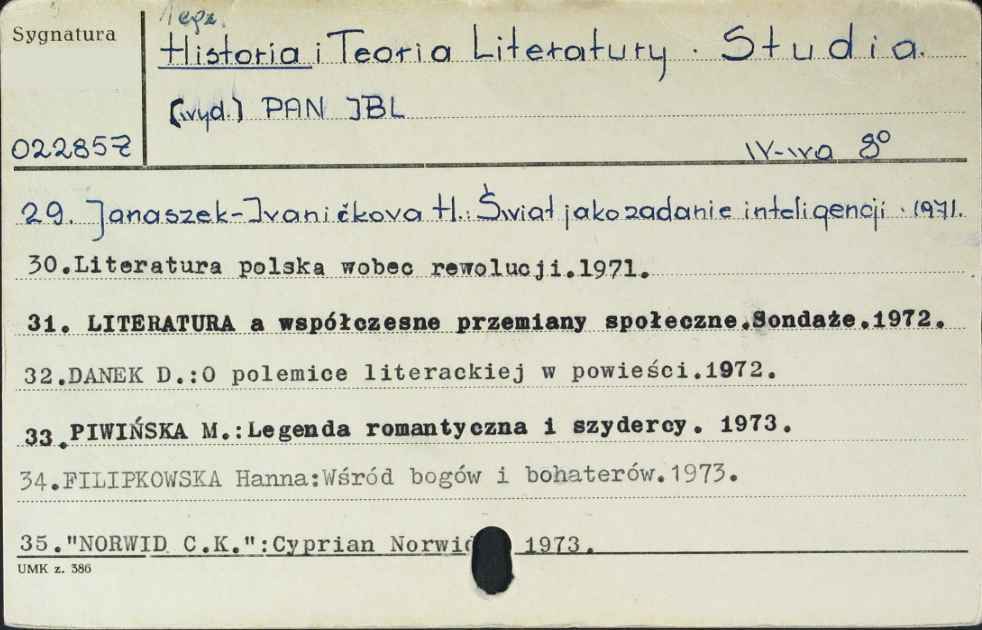 1 egz.
Sygnatura
Historia i Teoria Literatury. Studia.
[wyd.] PAN IBL
022857
W-wa 8°
29. Janaszek-Ivaničkova H.: Świat jako zadanie inteligencji. 1971.
30.Literatura polska wobec rewolucji.1971.
31. LITERATURA a współczesne przemiany społeczne.Sondaże.1972.
32.DANEK D.:O polemice literackiej w powieści.1972.
33.PIWIŃSKA M.:Legenda romantyczna i szydercy. 1973.
34.FILIPKOWSKA Hanna:Wśród bogów i bohaterów.1973.
35."NORWID C.K.":Cyprian Norwid 1973.
UMK z. 386